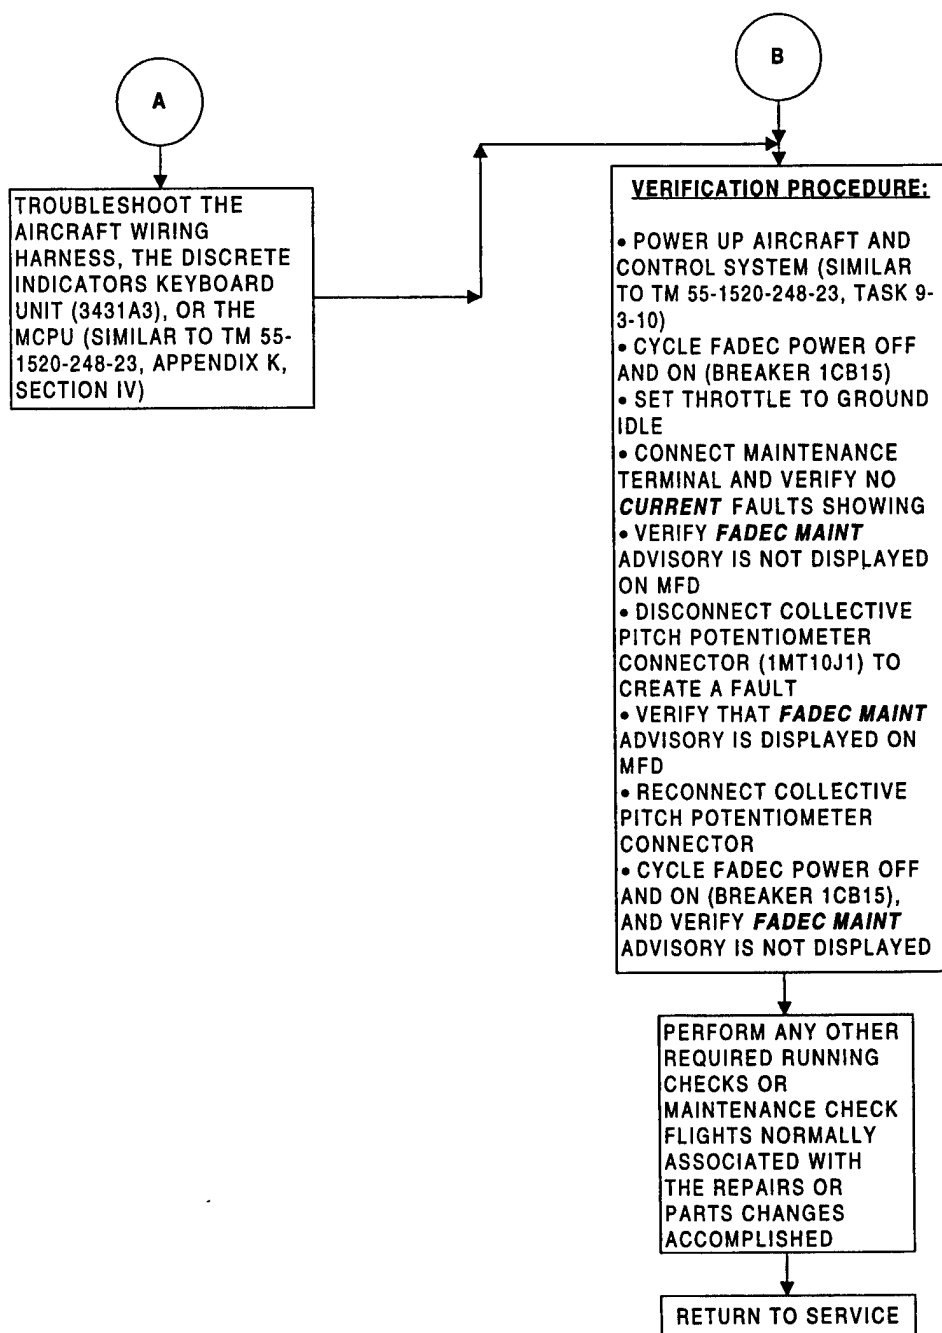 A
TROUBLESHOOT THE
AIRCRAFT WIRING
HARNESS, THE DISCRETE
INDICATORS KEYBOARD
UNIT (3431A3), OR THE
MCPU (SIMILAR TO TM 55-
1520-248-23, APPENDIX K,
SECTION IV)
B
VERIFICATION PROCEDURE:
• POWER UP AIRCRAFT AND
CONTROL SYSTEM (SIMILAR
TO TM 55-1520-248-23, TASK 9-
3-10)
• CYCLE FADEC POWER OFF
AND ON (BREAKER 1CB15)
• SET THROTTLE TO GROUND
IDLE
• CONNECT MAINTENANCE
TERMINAL AND VERIFY NO
CURRENT FAULTS SHOWING
• VERIFY FADEC MAINT
ADVISORY IS NOT DISPLAYED
ON MFD
• DISCONNECT COLLECTIVE
PITCH POTENTIOMETER
CONNECTOR (1MT10J1) TO
CREATE A FAULT
• VERIFY THAT FADEC MAINT
ADVISORY IS DISPLAYED ON
MFD
• RECONNECT COLLECTIVE
PITCH POTENTIOMETER
CONNECTOR
• CYCLE FADEC POWER OFF
AND ON (BREAKER 1CB15),
AND VERIFY FADEC MAINT
ADVISORY IS NOT DISPLAYED
PERFORM ANY OTHER
REQUIRED RUNNING
CHECKS OR
MAINTENANCE CHECK
FLIGHTS NORMALLY
ASSOCIATED WITH
THE REPAIRS OR
PARTS CHANGES
ACCOMPLISHED
RETURN TO SERVICE